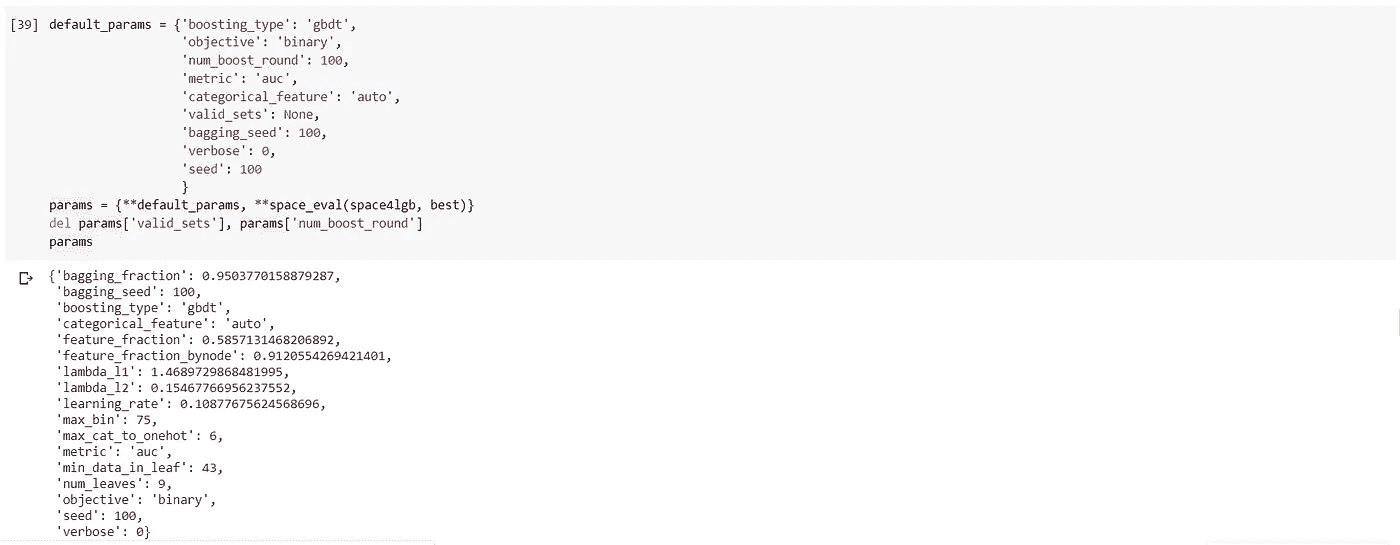 [39] default_params = {'boosting_type': 'gbdt',
'objective': 'binary',
'num_boost_round': 100,
'metric': 'auc',
'categorical_feature': 'auto',
'valid_sets': None,
'bagging_seed': 100,
'verbose': 0,
'seed': 100
}
params = {**default_params, **space_eval(space4lgb, best)}
del params['valid_sets'], params['num_boost_round']
params
{'bagging_fraction': 0.9503770158879287,
'bagging_seed': 100,
'boosting_type': 'gbdt',
'categorical_feature': 'auto',
'feature_fraction': 0.5857131468206892,
'feature_fraction_bynode': 0.9120554269421401,
'lambda_l1': 1.4689729868481995,
'lambda_l2': 0.15467766956237552,
'learning_rate': 0.10877675624568696,
'max_bin': 75,
'max_cat_to_onehot': 6,
'metric': 'auc',
'min_data_in_leaf': 43,
'num_leaves': 9,
'objective': 'binary',
'seed': 100,
'verbose': 0}